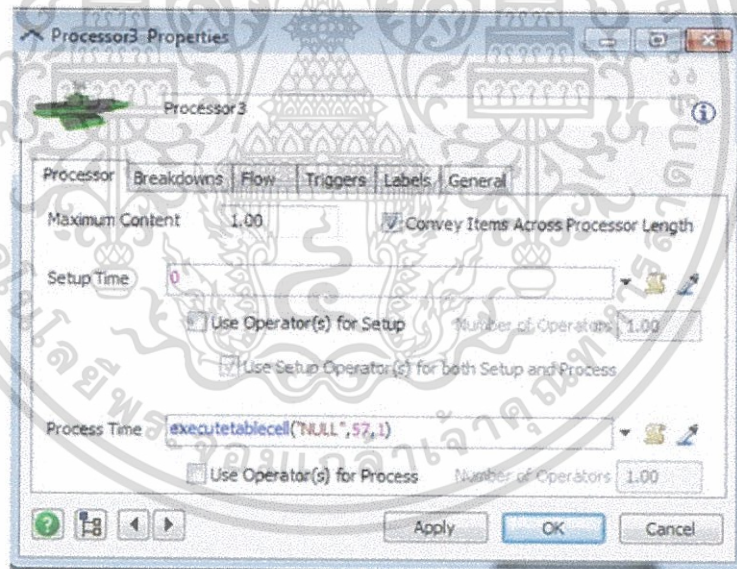 Processor3 Properties
Processor3
Processor Breakdowns Flow Triggers Labels General
Maximum Content 1.00 Convey Items Across Processor Length
Setup Time 0
Use Operator(s) for Setup Number of Operators 1.00
Use Setup Operator(s) for both Setup and Process
Process Time executetablecell("NULL",57,1)
Use Operator(s) for Process Number of Operators 1.00
Apply OK Cancel